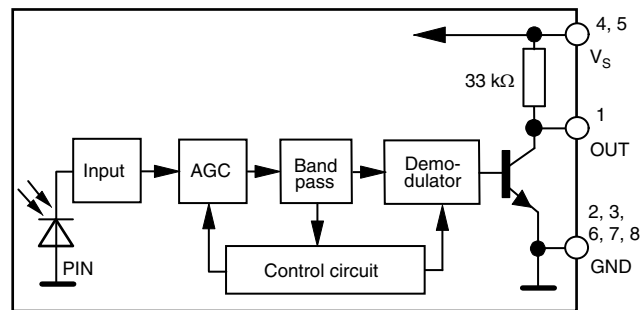 4, 5
V_S
33 kΩ
1
OUT
Input
AGC
Band
pass
Demo-
dulator
2, 3,
6, 7, 8
GND
Control circuit
PIN